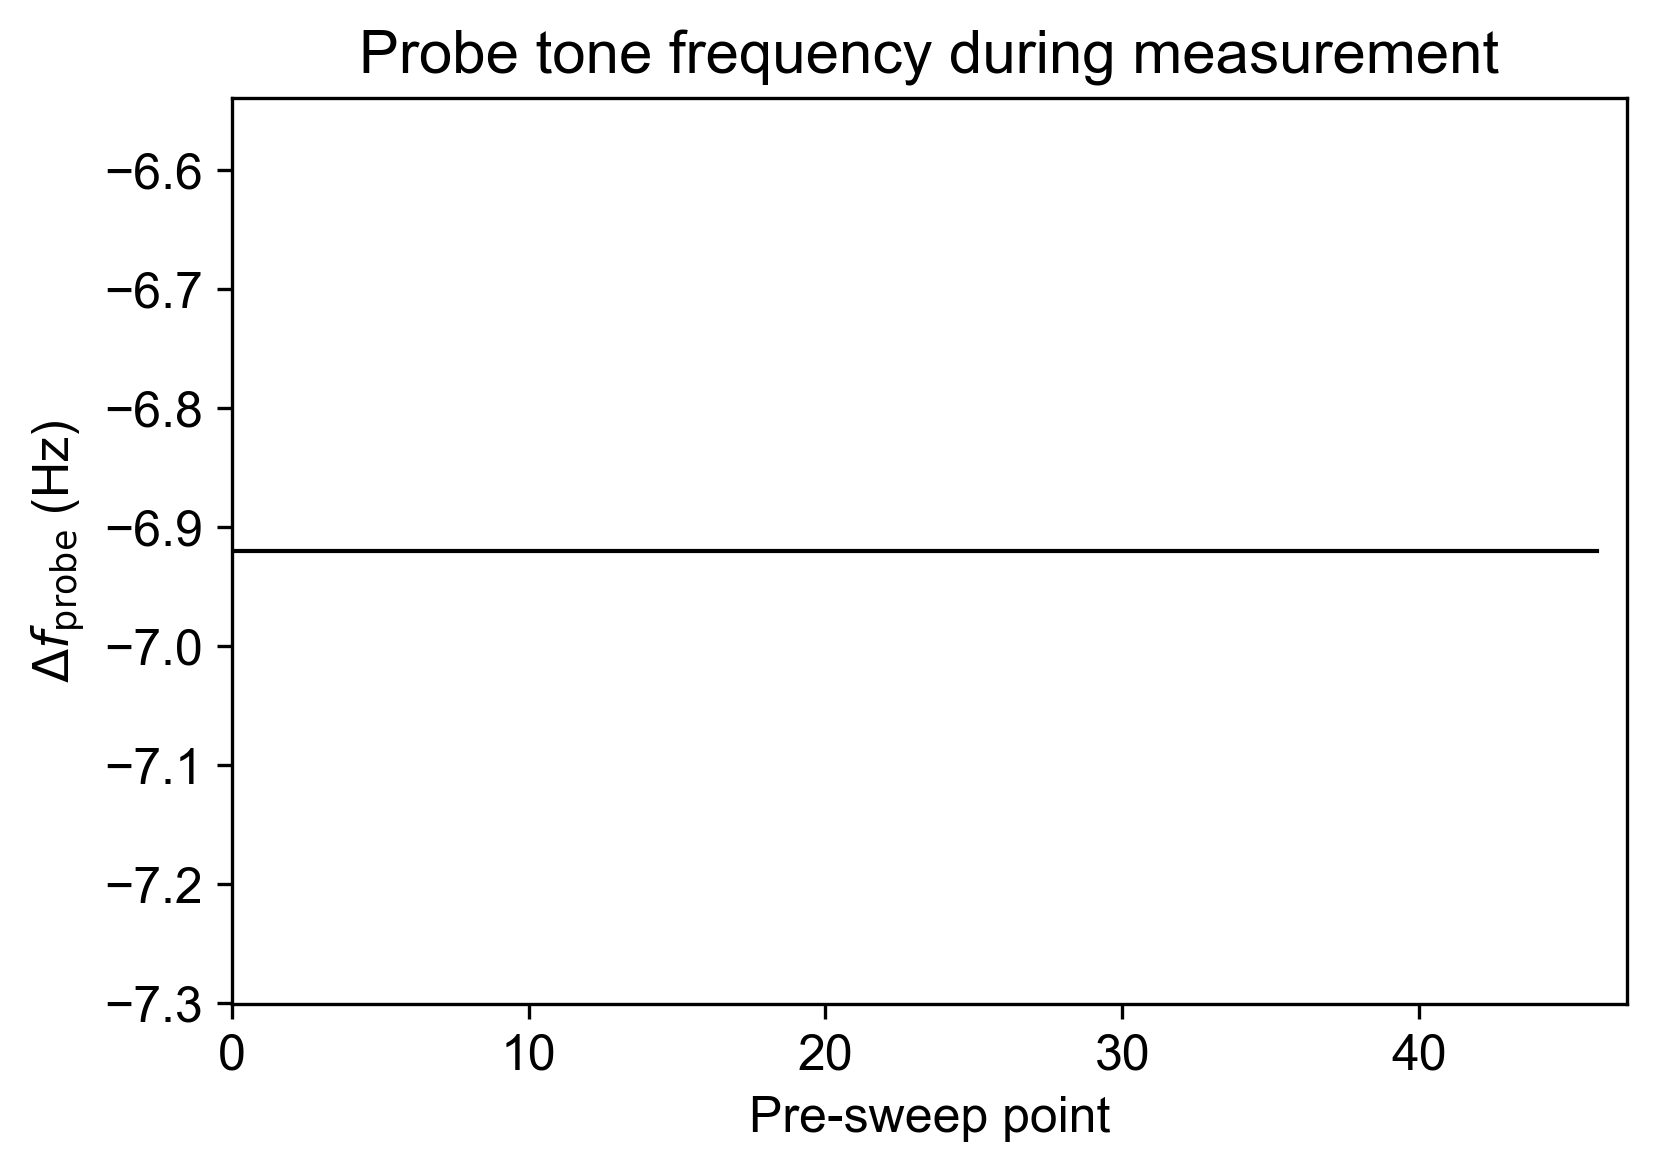 Probe tone frequency during measurement
Δf_probe (Hz)
−6.6
−6.7
−6.8
−6.9
−7.0
−7.1
−7.2
−7.3
0 10 20 30 40
Pre-sweep point